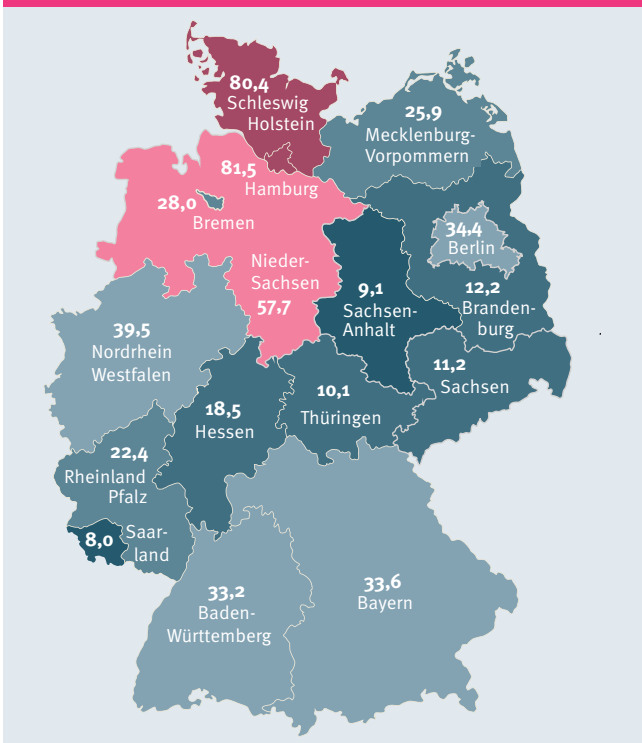 80,4
Schleswig
Holstein
25,9
Mecklenburg-
Vorpommern
81,5
Hamburg
28,0
Bremen
34,4
Berlin
Nieder-
Sachsen
57,7
9,1
Sachsen-
Anhalt
12,2
Branden-
burg
39,5
Nordrhein
Westfalen
11,2
Sachsen
10,1
Thüringen
18,5
Hessen
22,4
Rheinland
Pfalz
8,0
Saar-
land
33,2
Baden-
Württemberg
33,6
Bayern